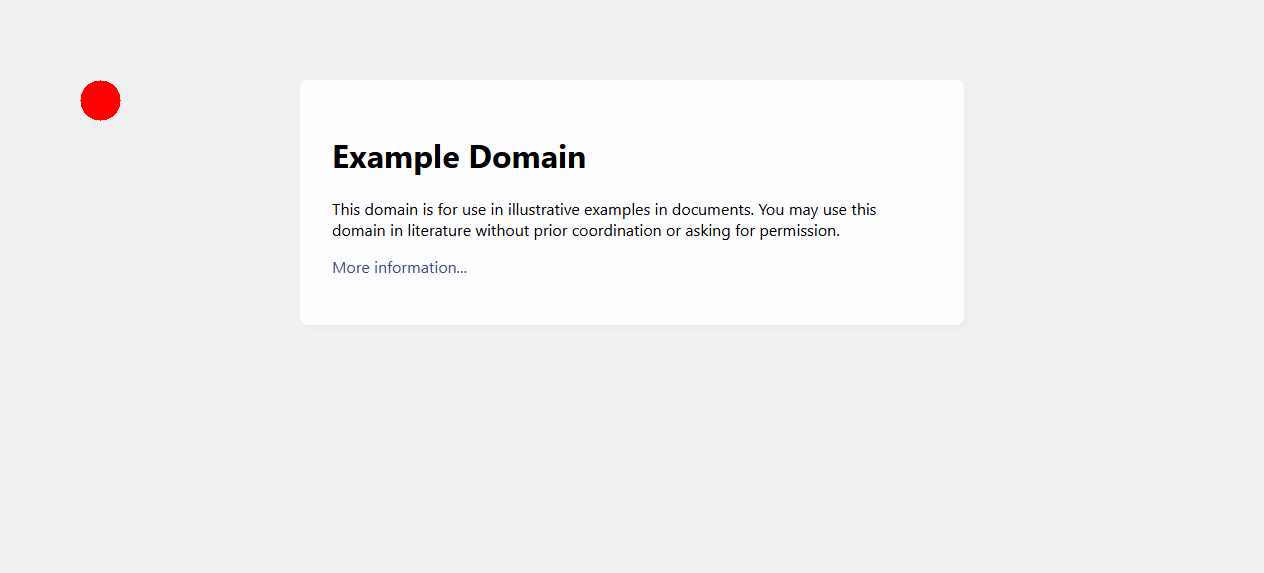 Example Domain
This domain is for use in illustrative examples in documents. You may use this
domain in literature without prior coordination or asking for permission.
More information...